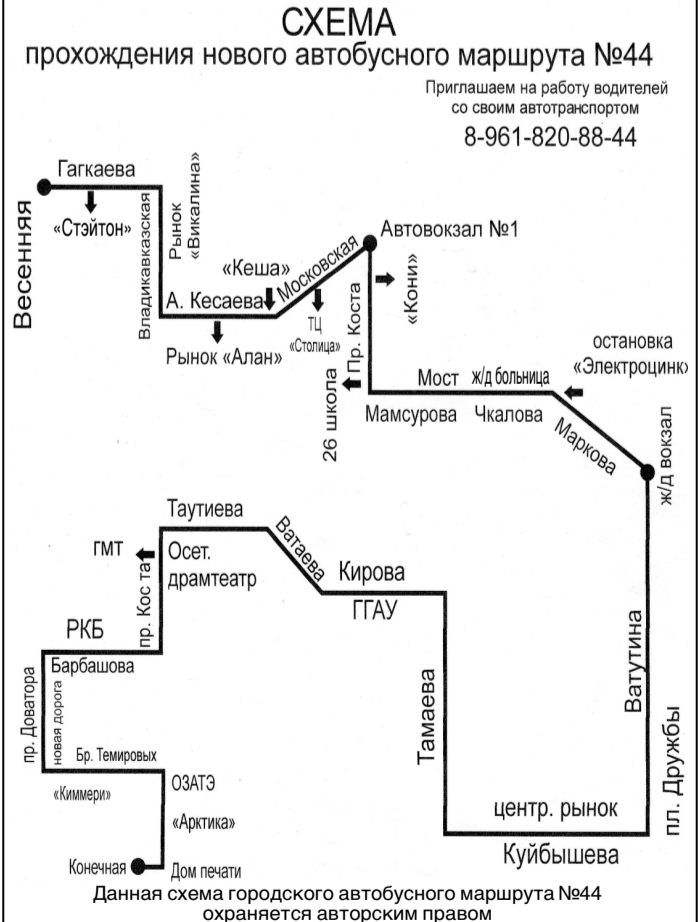 СХЕМА
прохождения нового автобусного маршрута №44
Приглашаем на работу водителей
со своим автотранспортом
8-961-820-88-44
Гагкаева
Весенняя
«Стэйтон»
Владикавказская
Рынок
«Викалина»
«Кеша»
Московская
Автовокзал №1
А. Кесаева
Рынок «Алан»
ТЦ
«Столица»
Пр. Коста
«Кони»
26 школа
остановка
«Электроцинк»
Мост
ж/д больница
Мамсурова
Чкалова
Маркова
ж/д вокзал
Ватутина
пл. Дружбы
центр. рынок
Куйбышева
Тамаева
Кирова
ГГАУ
Ватаева
Таутиева
ГМТ
Осет.
драмтеатр
пр. Кос та
РКБ
Барбашова
пр. Доватора
новая дорога
Бр. Темировых
«Киммери»
ОЗАТЭ
«Арктика»
Конечная
Дом печати
Данная схема городского автобусного маршрута №44
охраняется авторским правом